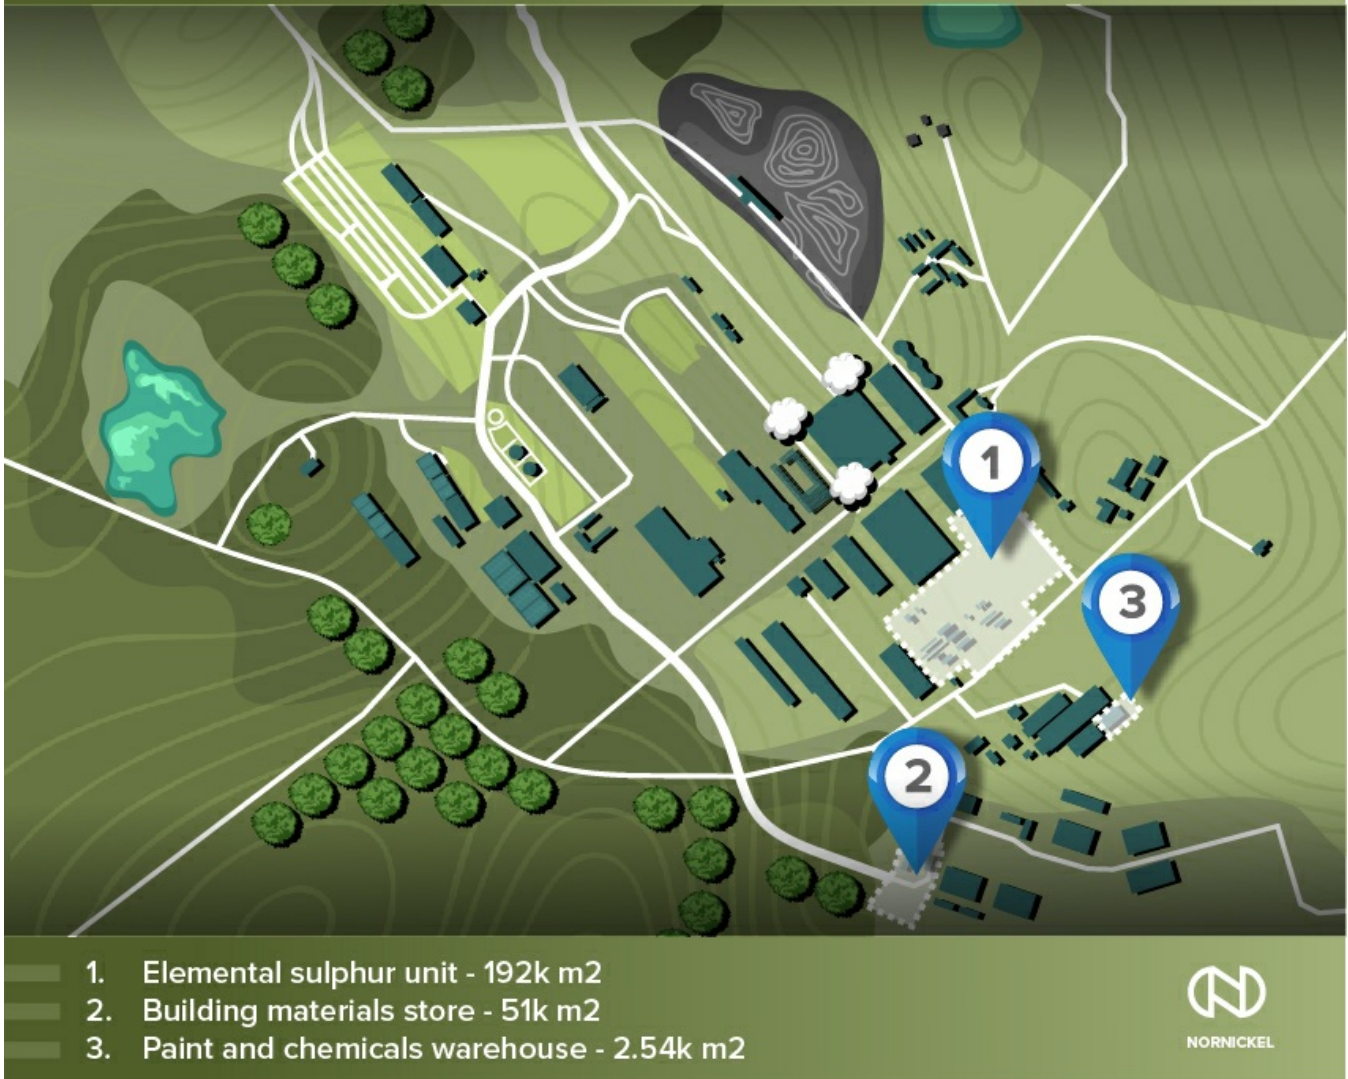 1
3
2
1. Elemental sulphur unit - 192k m2
2. Building materials store - 51k m2
3. Paint and chemicals warehouse - 2.54k m2
NORNICKEL